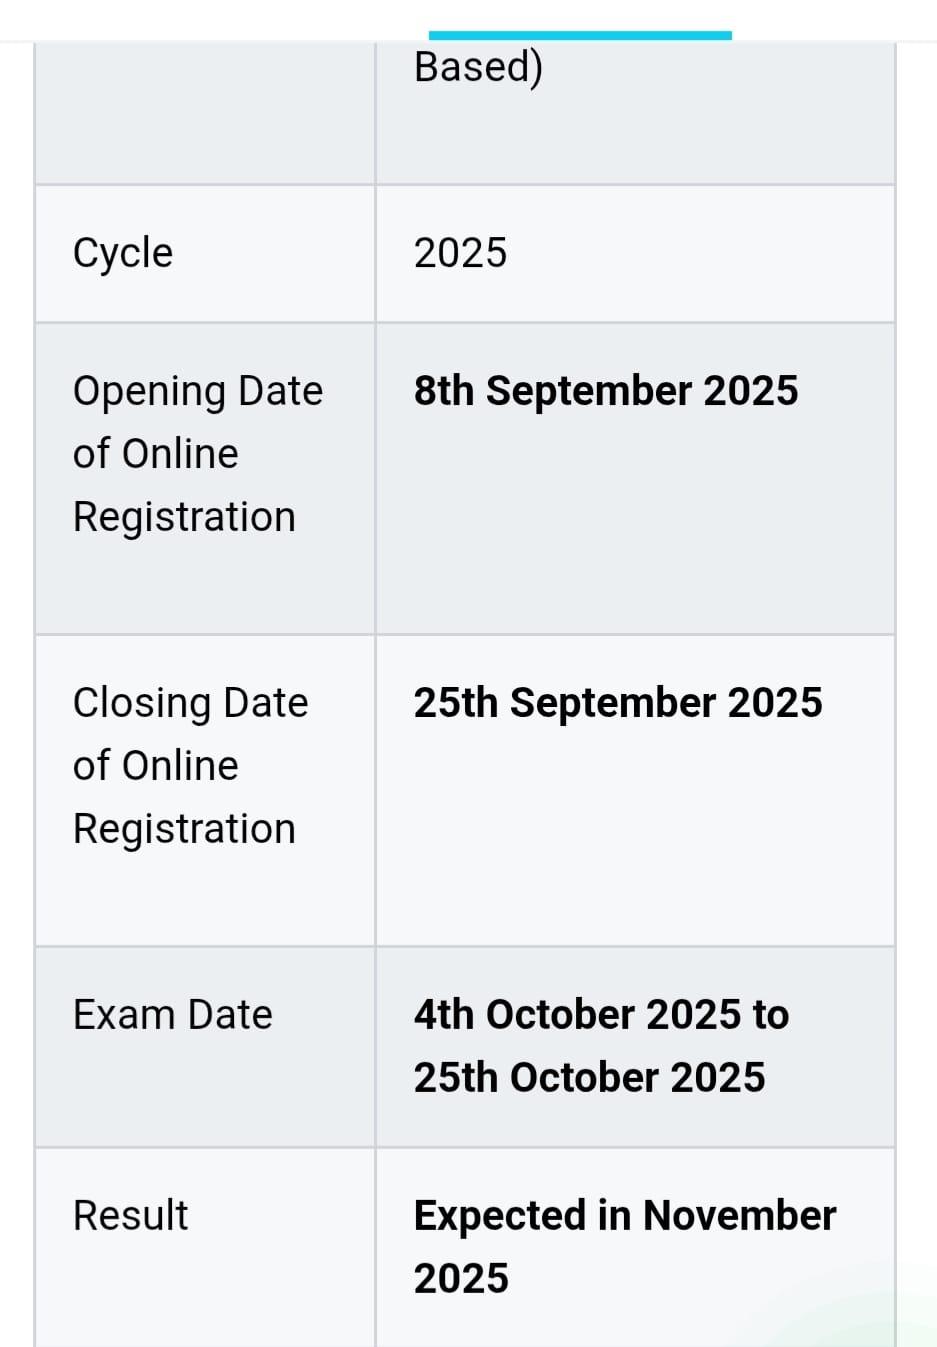 Based)
Cycle
2025
Opening Date
of Online
Registration
8th September 2025
Closing Date
of Online
Registration
25th September 2025
Exam Date
4th October 2025 to
25th October 2025
Result
Expected in November
2025